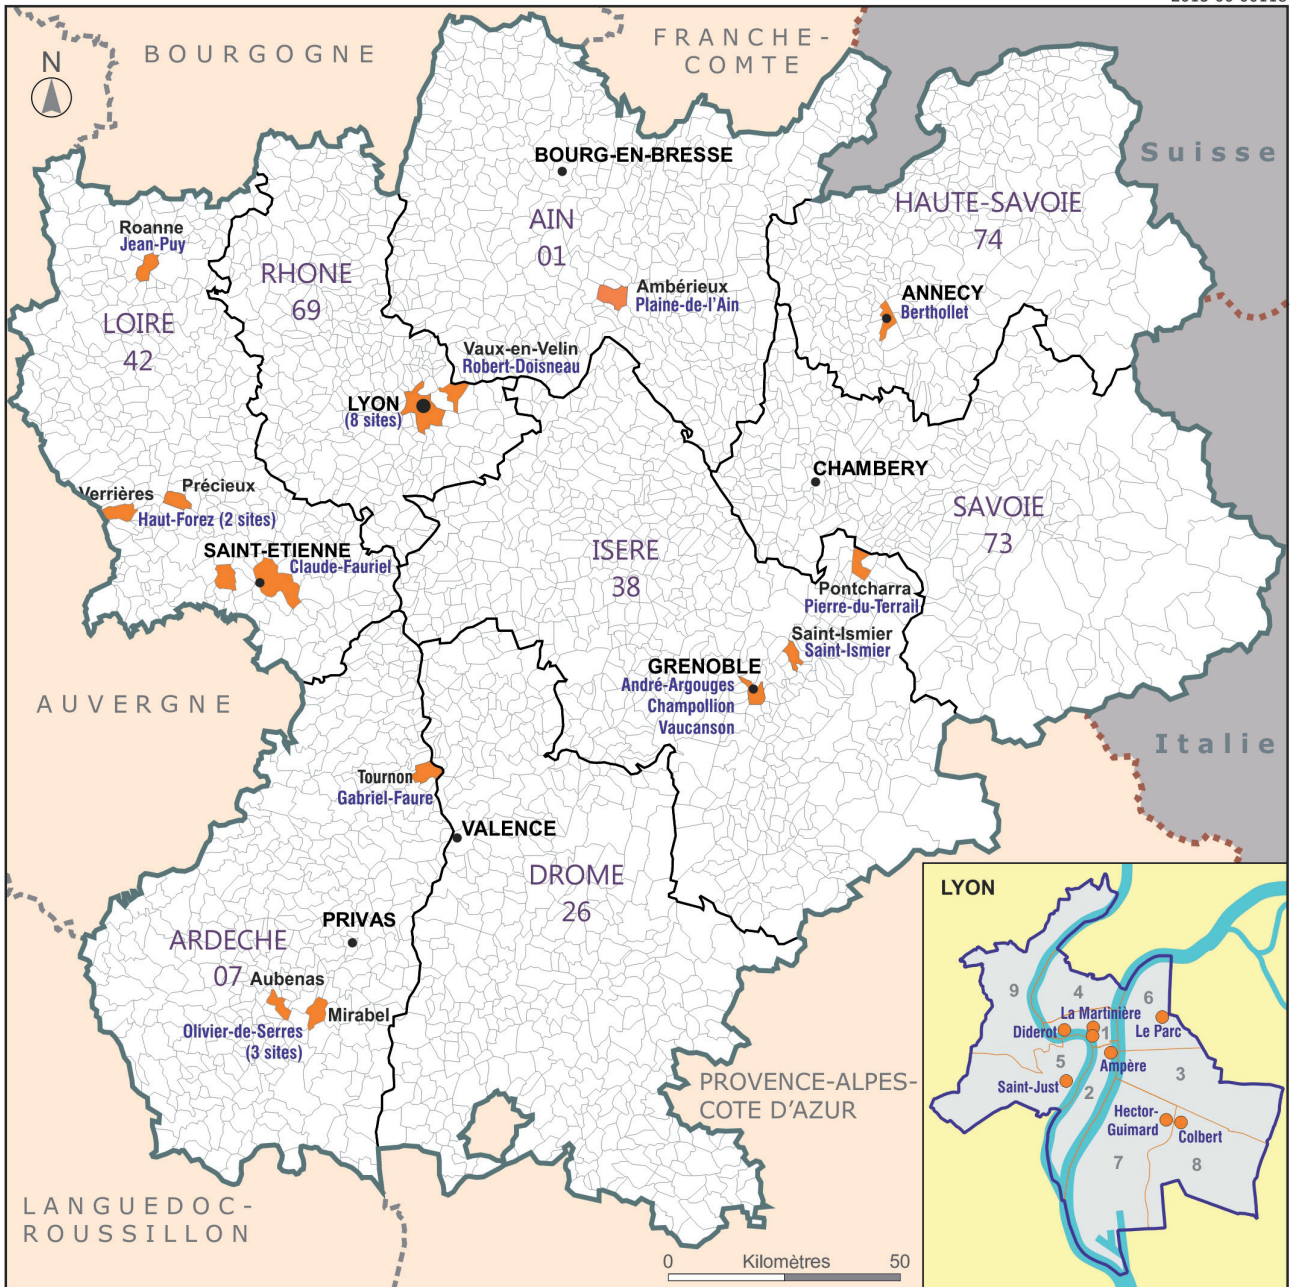 BOURGOGNE
FRANCHE-
COMTE
N
Suisse
BOURG-EN-BRESSE
AIN
01
HAUTE-SAVOIE
74
Roanne
Jean-Puy
RHONE
69
LOIRE
42
Ambérieux
Plaine-de-l'Ain
ANNECY
Berthollet
Vaux-en-Velin
Robert-Doisneau
LYON
(8 sites)
CHAMBERY
SAVOIE
73
Verrières
Précieux
Haut-Forez (2 sites)
SAINT-ETIENNE
Claude-Fauriel
ISERE
38
Pontcharra
Pierre-du-Terrail
Saint-Ismier
Saint-Ismier
GRENOBLE
André-Argouges
Champollion
Vaucanson
AUVERGNE
Italie
Tournon
Gabriel-Faure
VALENCE
DROME
26
PRIVAS
ARDECHE
07
Aubenas
Mirabel
Olivier-de-Serres
(3 sites)
PROVENCE-ALPES-
COTE D'AZUR
LANGUEDOC-
ROUSSILLON
0 Kilomètres 50
LYON
9
4
6
La Martinière
Diderot
1
Le Parc
5
Ampère
3
Saint-Just
2
Hector-
Guimard
Colbert
7
8